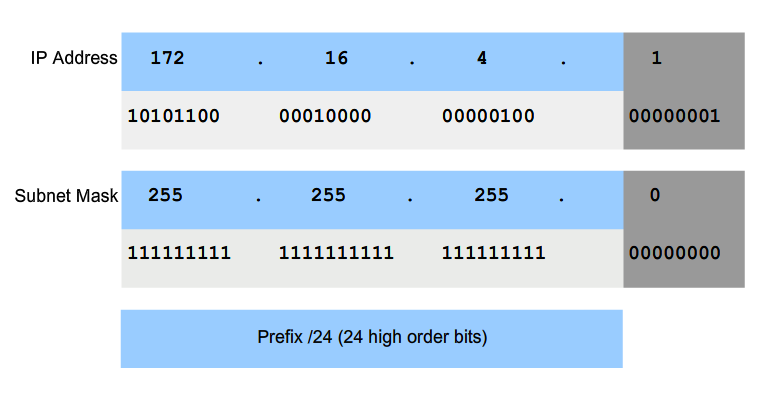 IP Address 172 . 16 . 4 . 1
10101100 00010000 00000100 00000001
Subnet Mask 255 . 255 . 255 . 0
111111111 1111111111 111111111 00000000
Prefix /24 (24 high order bits)